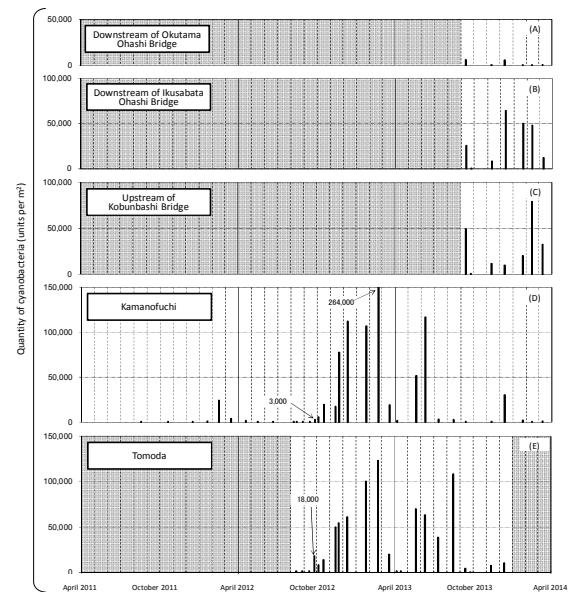 50,000
Downstream of Okutama
Ohashi Bridge
(A)
0
100,000
Downstream of Ikusabata
Ohashi Bridge
(B)
50,000
0
100,000
Upstream of
Kobunbashi Bridge
(C)
50,000
0
Quantity of cyanobacteria (units per m²)
150,000
Kamanofuchi
264,000
(D)
100,000
50,000
3,000
0
150,000
Tomoda
(E)
100,000
18,000
50,000
0
April 2011 October 2011 April 2012 October 2012 April 2013 October 2013 April 2014